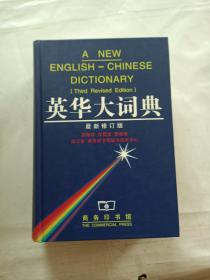 A NEW
ENGLISH-CHINESE
DICTIONARY
[Third Revised Edition]
英华大词典
最新修订版
商务印书馆
THE COMMERCIAL PRESS